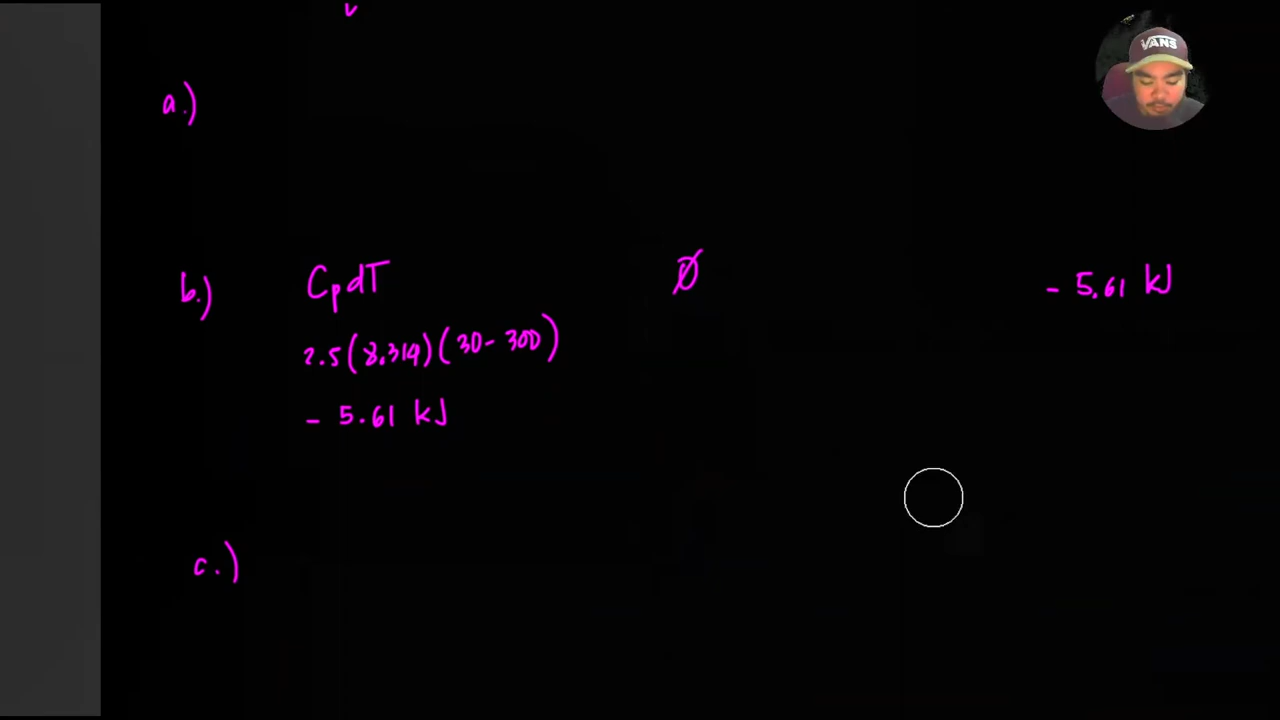 VANS
a.)
b.) CpdT Ø - 5.61 kJ
2.5(8.314)(30-300)
- 5.61 kJ
c.)